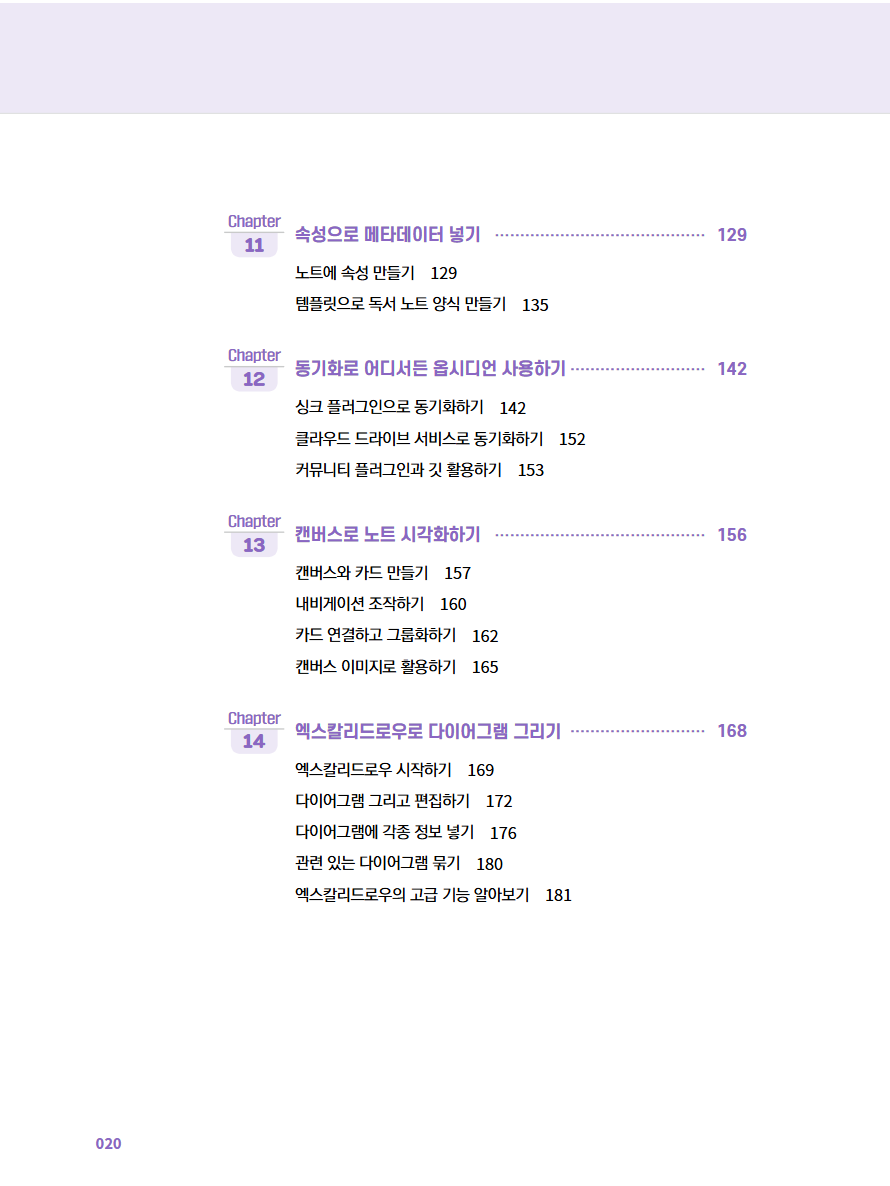 Chapter
11
속성으로 메타데이터 넣기 129
노트에 속성 만들기 129
템플릿으로 독서 노트 양식 만들기 135
Chapter
12
동기화로 어디서든 옵시디언 사용하기 142
싱크 플러그인으로 동기화하기 142
클라우드 드라이브 서비스로 동기화하기 152
커뮤니티 플러그인과 깃 활용하기 153
Chapter
13
캔버스로 노트 시각화하기 156
캔버스와 카드 만들기 157
내비게이션 조작하기 160
카드 연결하고 그룹화하기 162
캔버스 이미지로 활용하기 165
Chapter
14
엑스칼리드로우로 다이어그램 그리기 168
엑스칼리드로우 시작하기 169
다이어그램 그리고 편집하기 172
다이어그램에 각종 정보 넣기 176
관련 있는 다이어그램 묶기 180
엑스칼리드로우의 고급 기능 알아보기 181
020